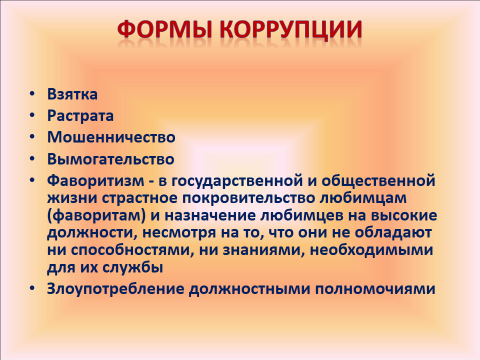 ФОРМЫ КОРРУПЦИИ
• Взятка
• Растрата
• Мошенничество
• Вымогательство
• Фаворитизм - в государственной и общественной
жизни страстное покровительство любимцам
(фаворитам) и назначение любимцев на высокие
должности, несмотря на то, что они не обладают
ни способностями, ни знаниями, необходимыми
для их службы
• Злоупотребление должностными полномочиями